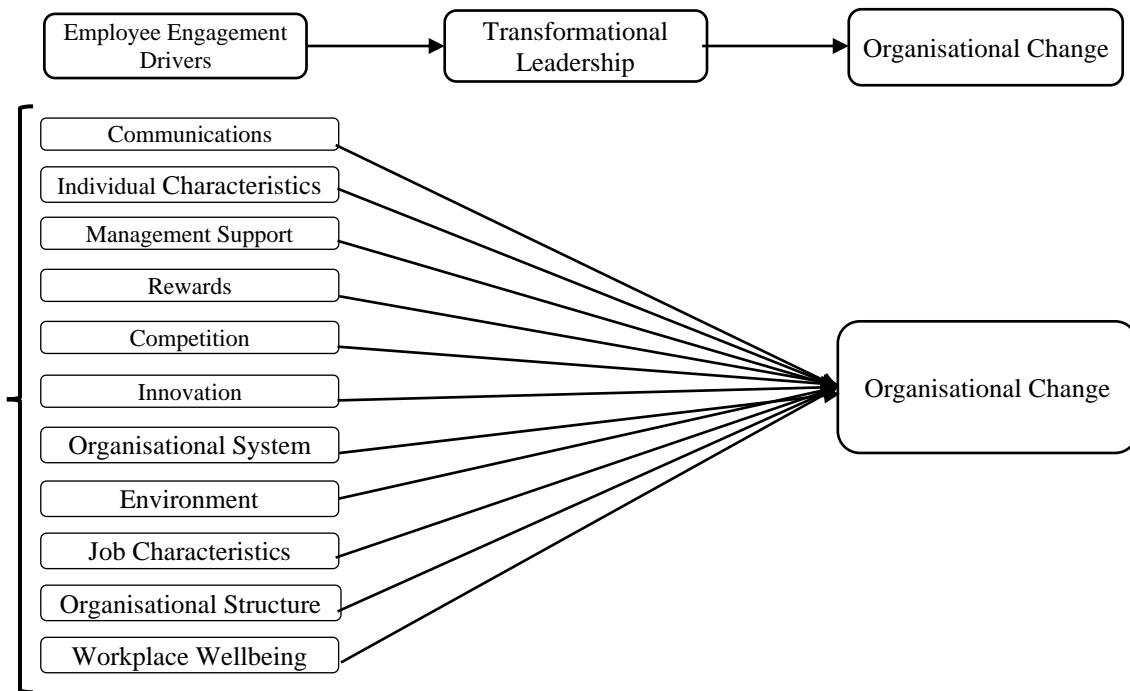 Employee Engagement
Drivers
Transformational
Leadership
Organisational Change
Communications
Individual Characteristics
Management Support
Rewards
Competition
Innovation
Organisational System
Environment
Job Characteristics
Organisational Structure
Workplace Wellbeing
Organisational Change